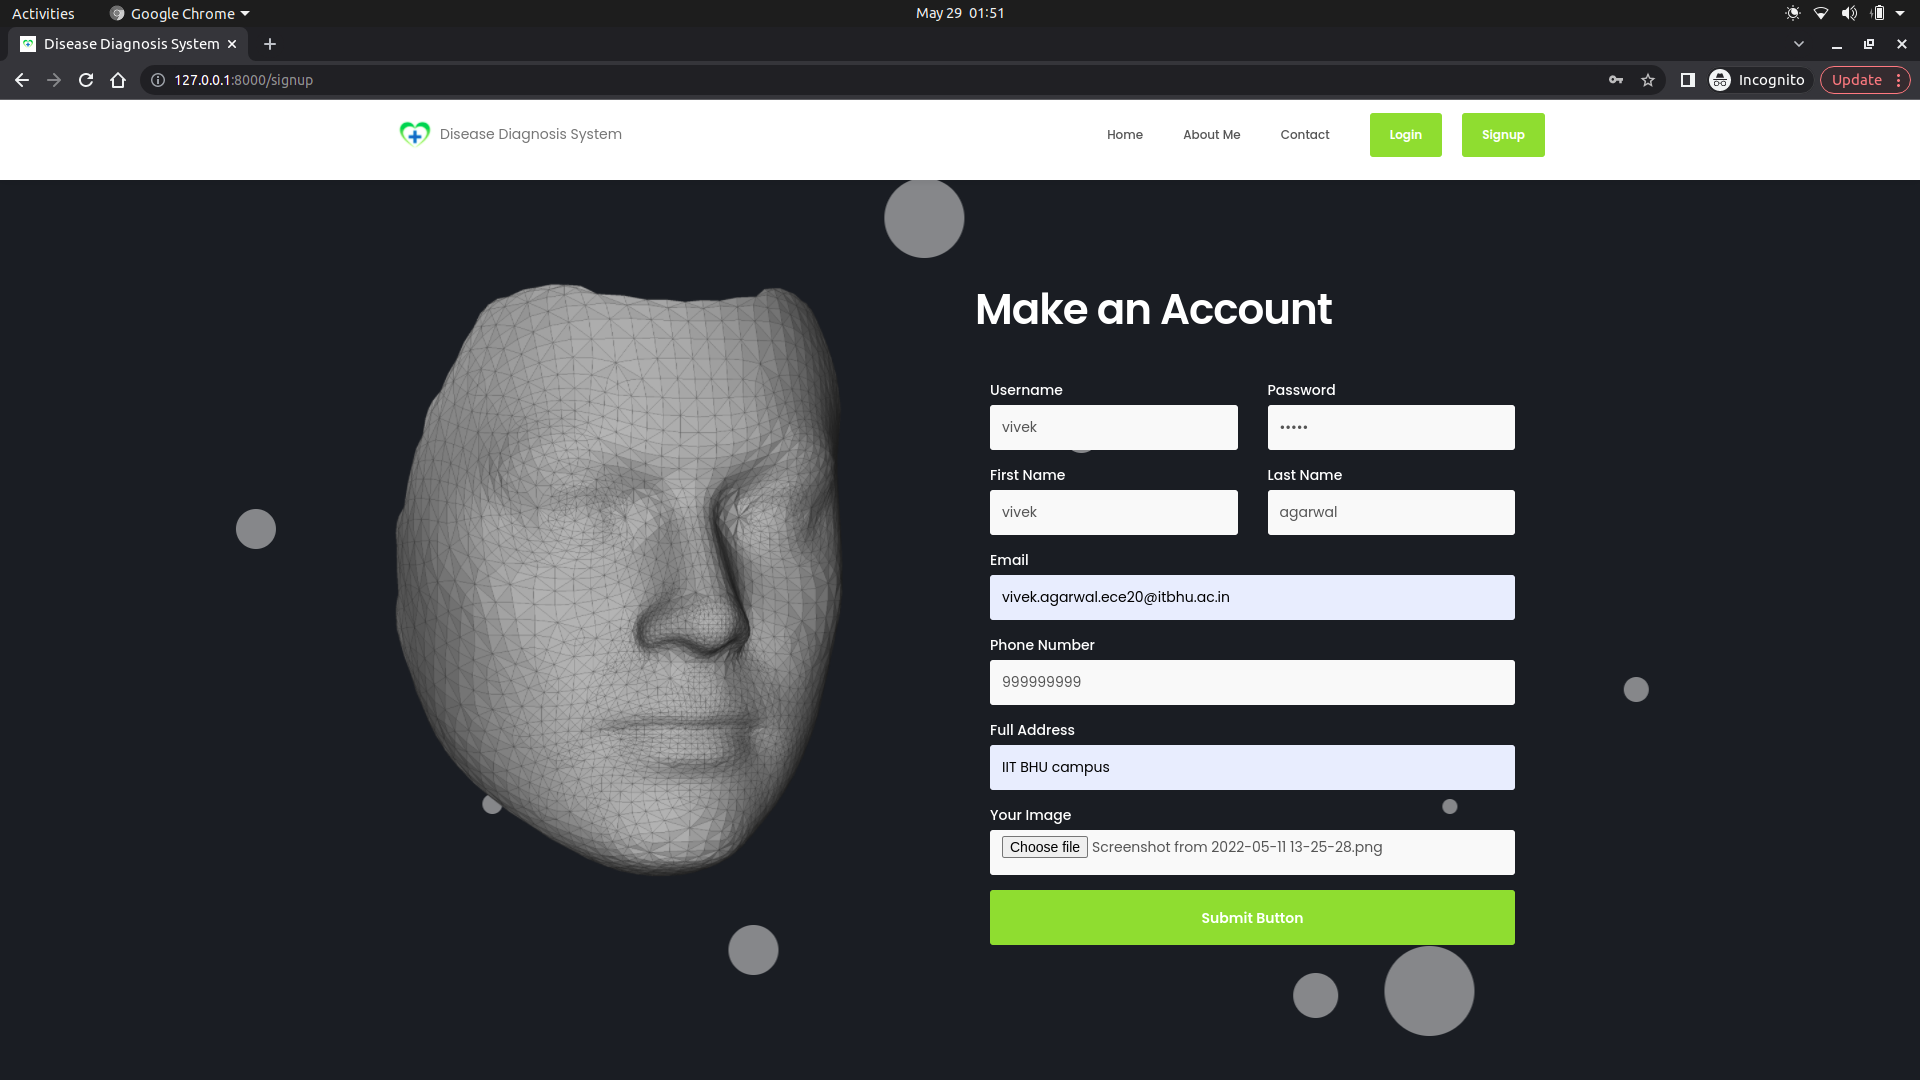 Activities
Google Chrome
May 29 01:51
Disease Diagnosis System
127.0.0.1:8000/signup
Incognito
Update
Disease Diagnosis System
Home
About Me
Contact
Login
Signup
Make an Account
Username
Password
vivek
•••••
First Name
Last Name
vivek
agarwal
Email
vivek.agarwal.ece20@itbhu.ac.in
Phone Number
999999999
Full Address
IIT BHU campus
Your Image
Choose file Screenshot from 2022-05-11 13-25-28.png
Submit Button